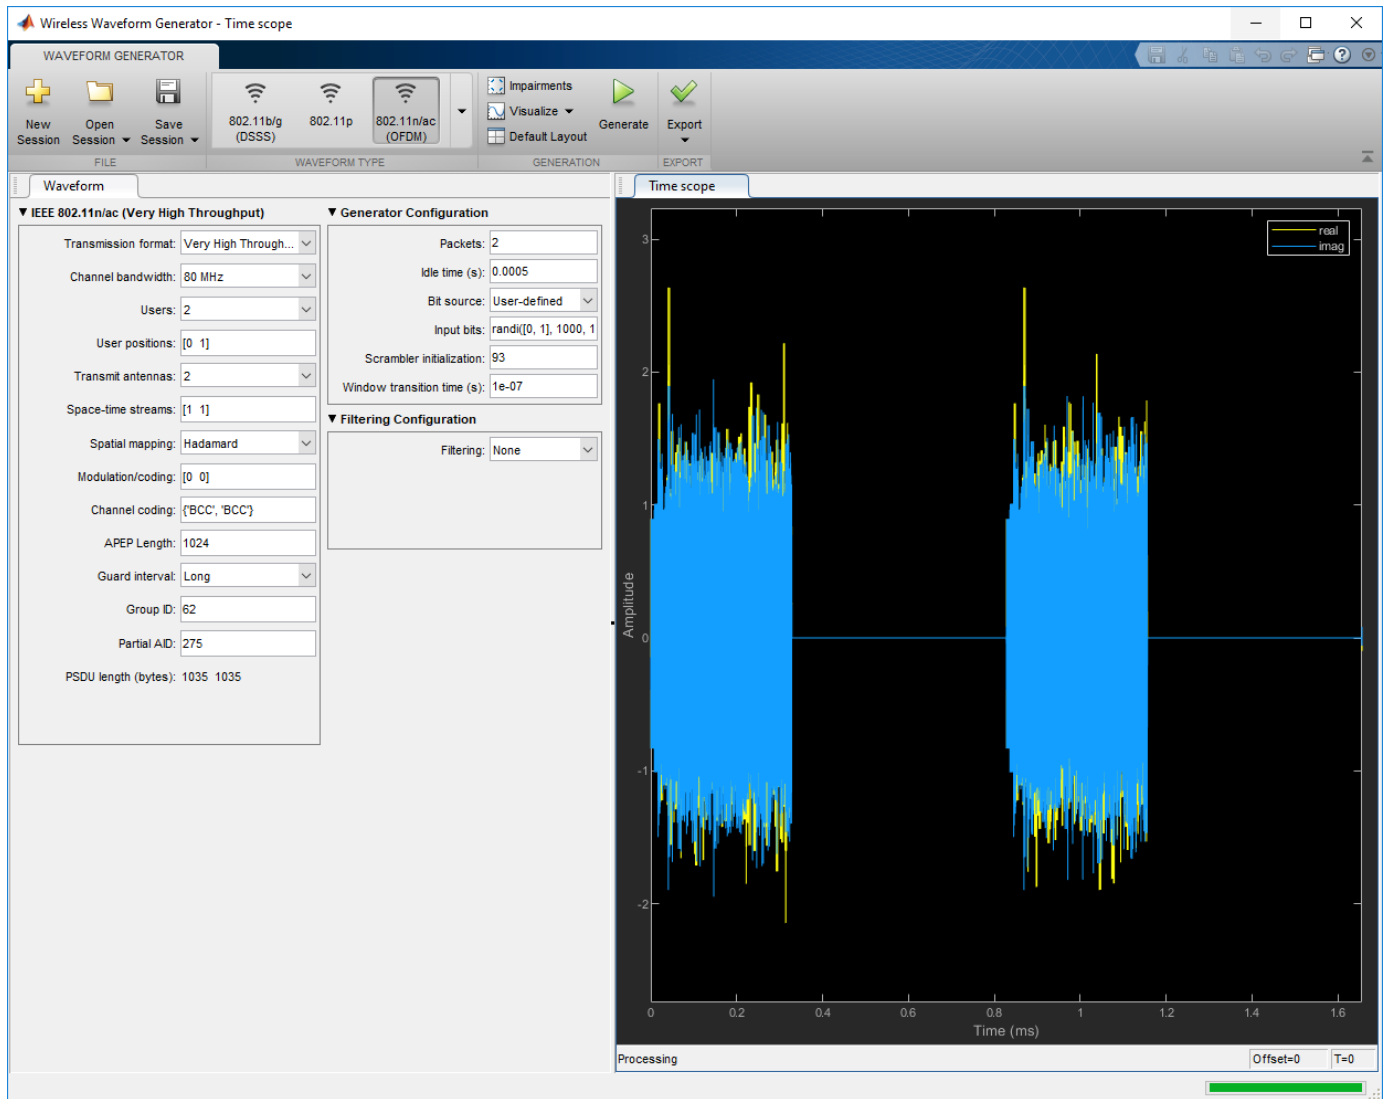 Wireless Waveform Generator - Time scope
WAVEFORM GENERATOR
New Session
Open Session
Save Session
FILE
802.11b/g (DSSS)
802.11p
802.11n/ac (OFDM)
WAVEFORM TYPE
Impairments
Visualize
Default Layout
Generate
GENERATION
Export
EXPORT
Waveform
IEEE 802.11n/ac (Very High Throughput)
Transmission format: Very High Through...
Channel bandwidth: 80 MHz
Users: 2
User positions: [0 1]
Transmit antennas: 2
Space-time streams: [1 1]
Spatial mapping: Hadamard
Modulation/coding: [0 0]
Channel coding: {'BCC', 'BCC'}
APEP Length: 1024
Guard interval: Long
Group ID: 62
Partial AID: 275
PSDU length (bytes): 1035 1035
Generator Configuration
Packets: 2
Idle time (s): 0.0005
Bit source: User-defined
Input bits: randi([0, 1], 1000, 1
Scrambler initialization: 93
Window transition time (s): 1e-07
Filtering Configuration
Filtering: None
Time scope
real
imag
3
2
1
0
-1
-2
Amplitude
0 0.2 0.4 0.6 0.8 1 1.2 1.4 1.6
Time (ms)
Processing
Offset=0
T=0